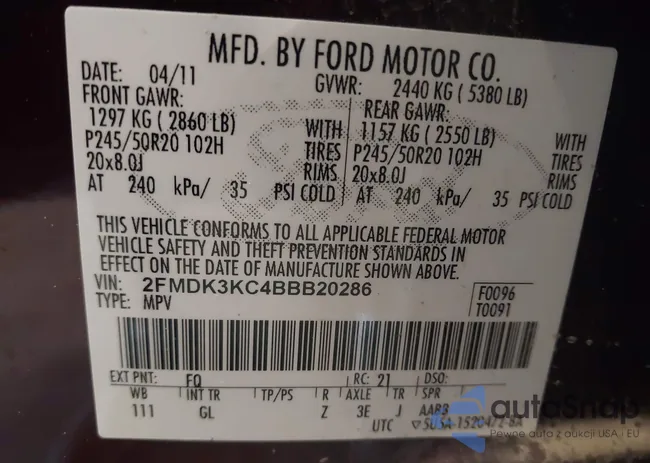 MFD. BY FORD MOTOR CO.
DATE: 04/11 GVWR: 2440 KG ( 5380 LB)
FRONT GAWR: REAR GAWR:
1297 KG ( 2860 LB) WITH 1157 KG ( 2550 LB) WITH
P245/50R20 102H TIRES P245/50R20 102H TIRES
20x8.0J RIMS 20x8.0J RIMS
AT 240 kPa/ 35 PSI COLD AT 240 kPa/ 35 PSI COLD
THIS VEHICLE CONFORMS TO ALL APPLICABLE FEDERAL MOTOR
VEHICLE SAFETY AND THEFT PREVENTION STANDARDS IN
EFFECT ON THE DATE OF MANUFACTURE SHOWN ABOVE.
VIN: 2FMDK3KC4BBB20286 F0096
TYPE: MPV T0091
EXT PNT: FQ RC: 21 DSO:
WB INT TR TP/PS R AXLE TR SPR
111 GL Z 3E J AABB
UTC
autoSnap
Pewne auto z aukcji USA i EU